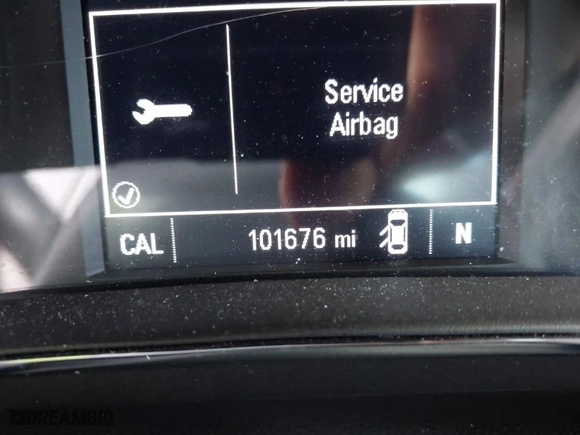 Service
Airbag
CAL 101676 mi N
DREAMBID